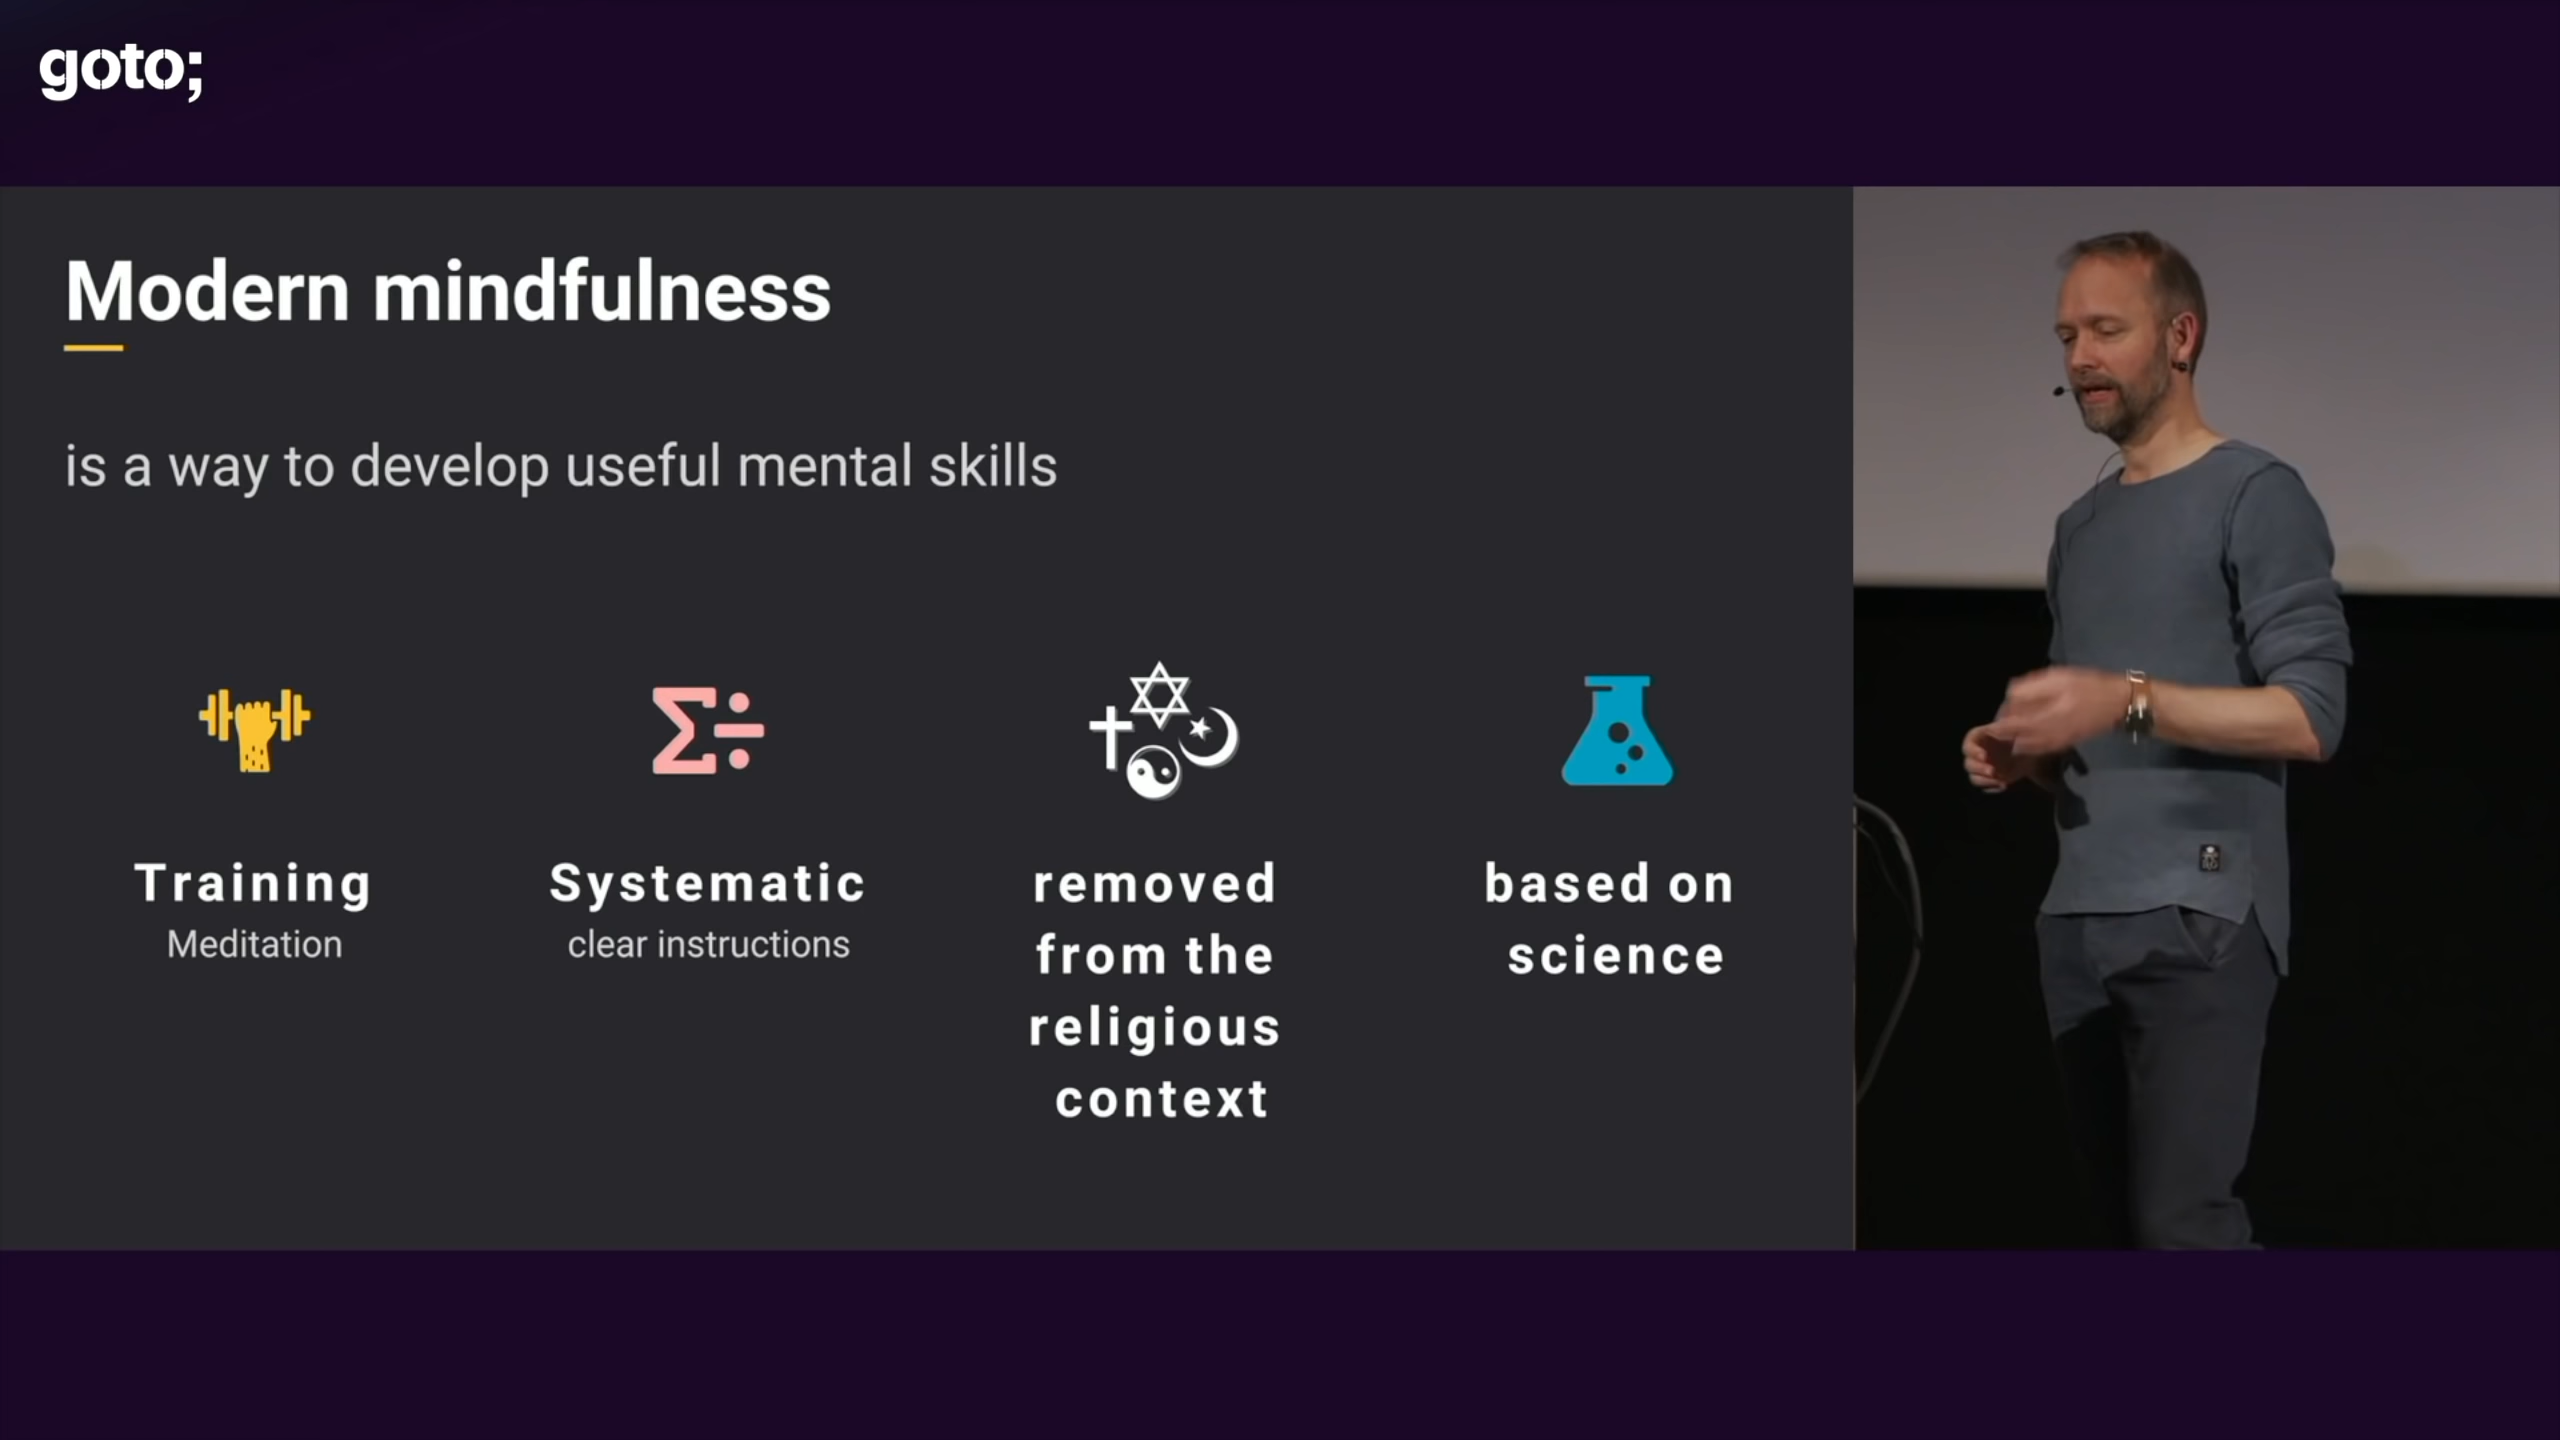 goto;
Modern mindfulness
is a way to develop useful mental skills
Training
Meditation
Systematic
clear instructions
removed
from the
religious
context
based on
science